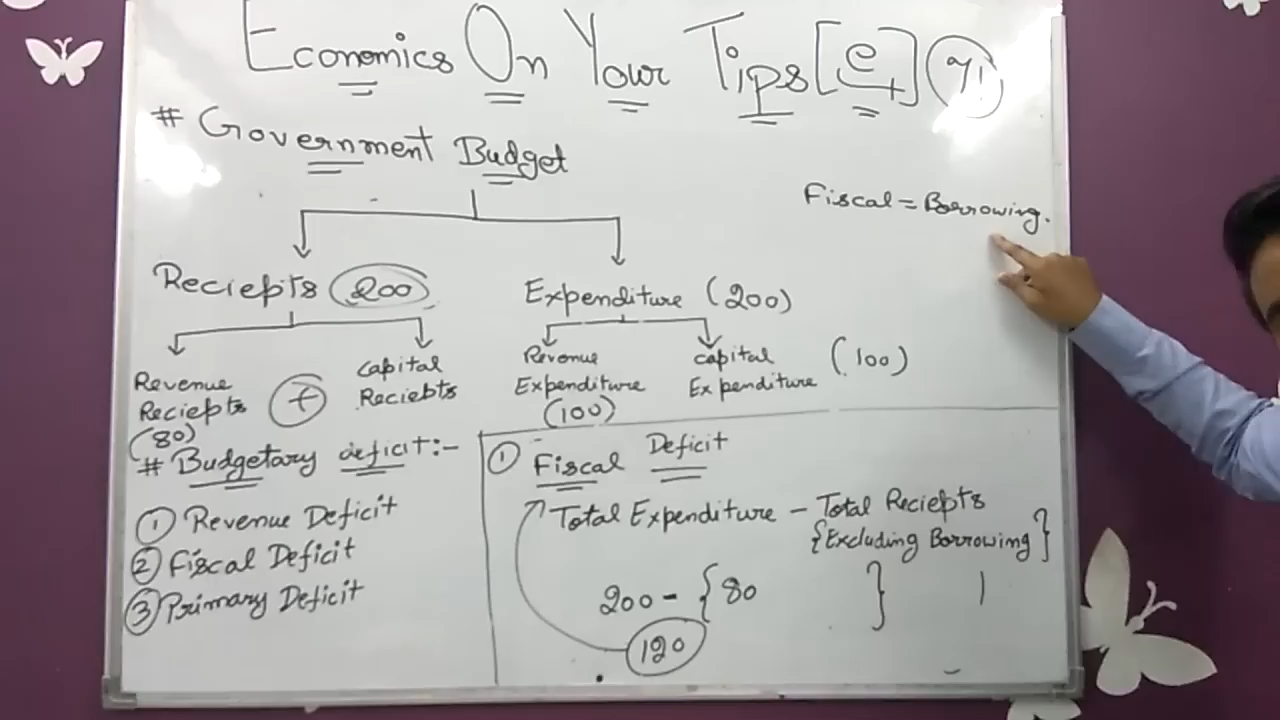 Economics On Your Tips [e+] 71
# Government Budget
Fiscal = Borrowing.
Reciepts 200
Expenditure (200)
Revenue
Reciepts
(80)
+
Capital
Reciebts
Revenue
Expenditure
(100)
capital
Expenditure
(100)
# Budgetary deficit:-
① Revenue Deficit
② Fiscal Deficit
③ Primary Deficit
① Fiscal Deficit
Total Expenditure - Total Reciepts
{Excluding Borrowing}
200 - {80 }
120